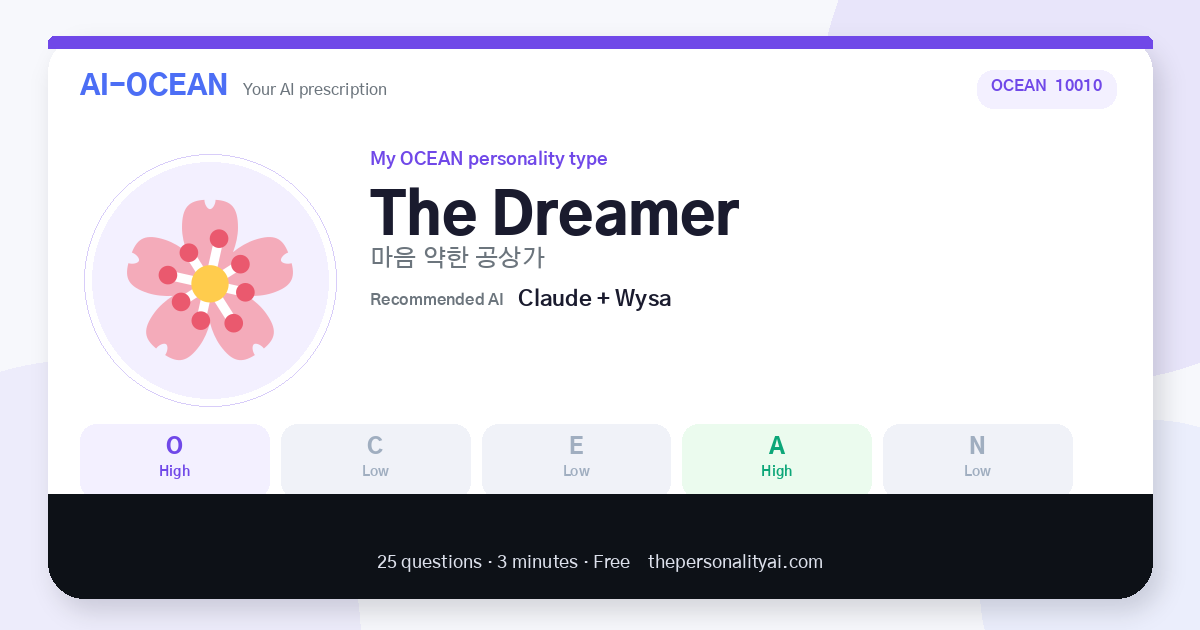 AI-OCEAN Your AI prescription OCEAN 10010
My OCEAN personality type
The Dreamer
마음 약한 공상가
Recommended AI Claude + Wysa
O C E A N
High Low Low High Low
25 questions · 3 minutes · Free thepersonalityai.com